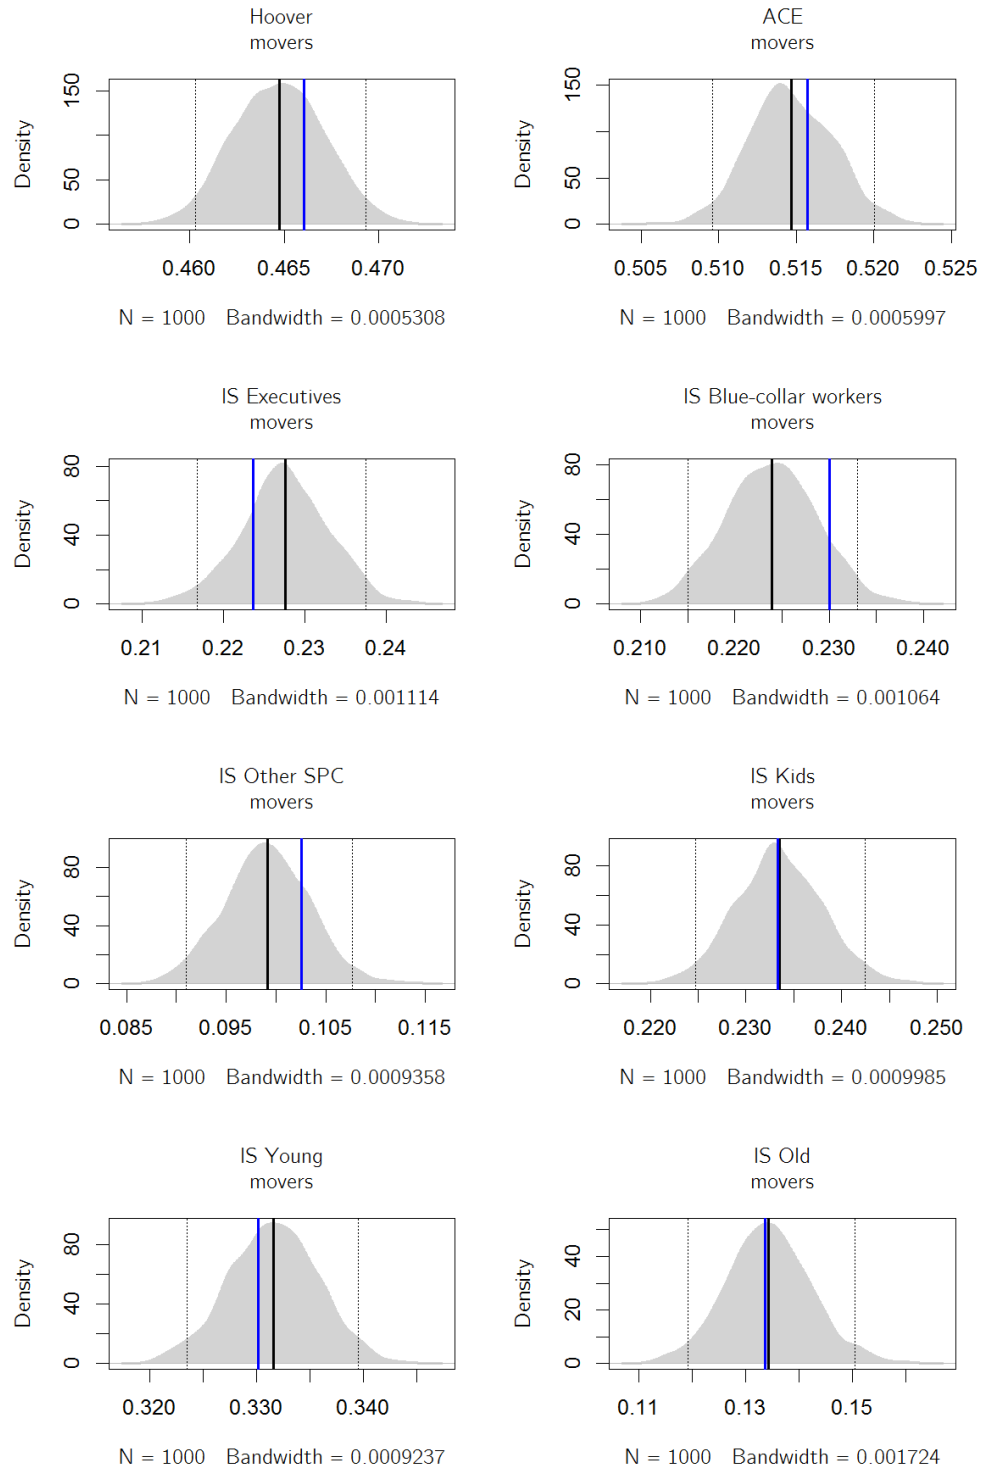 Hoover
movers
Density
0 50 150
0.460 0.465 0.470
N = 1000 Bandwidth = 0.0005308
ACE
movers
Density
0 50 150
0.505 0.510 0.515 0.520 0.525
N = 1000 Bandwidth = 0.0005997
IS Executives
movers
Density
0 40 80
0.21 0.22 0.23 0.24
N = 1000 Bandwidth = 0.001114
IS Blue-collar workers
movers
Density
0 40 80
0.210 0.220 0.230 0.240
N = 1000 Bandwidth = 0.001064
IS Other SPC
movers
Density
0 40 80
0.085 0.095 0.105 0.115
N = 1000 Bandwidth = 0.0009358
IS Kids
movers
Density
0 40 80
0.220 0.230 0.240 0.250
N = 1000 Bandwidth = 0.0009985
IS Young
movers
Density
0 40 80
0.320 0.330 0.340
N = 1000 Bandwidth = 0.0009237
IS Old
movers
Density
0 20 40
0.11 0.13 0.15
N = 1000 Bandwidth = 0.001724